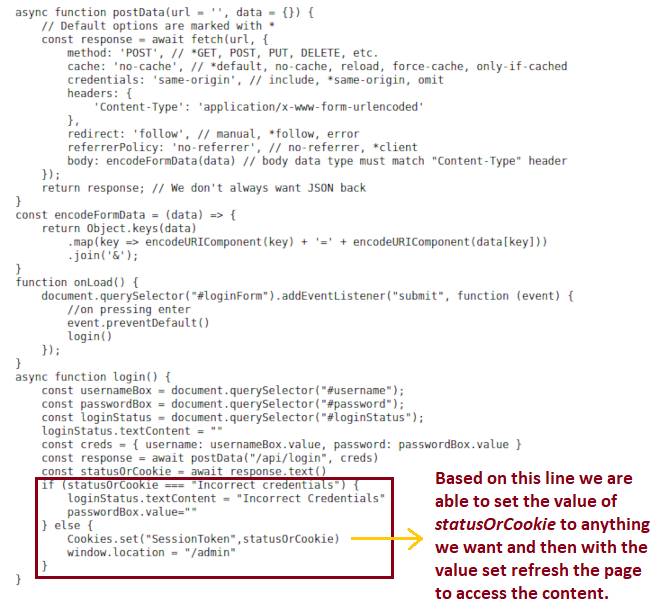 async function postData(url = '', data = {}) {
    // Default options are marked with *
    const response = await fetch(url, {
        method: 'POST', // *GET, POST, PUT, DELETE, etc.
        cache: 'no-cache', // *default, no-cache, reload, force-cache, only-if-cached
        credentials: 'same-origin', // include, *same-origin, omit
        headers: {
            'Content-Type': 'application/x-www-form-urlencoded'
        },
        redirect: 'follow', // manual, *follow, error
        referrerPolicy: 'no-referrer', // no-referrer, *client
        body: encodeFormData(data) // body data type must match "Content-Type" header
    });
    return response; // We don't always want JSON back
}
const encodeFormData = (data) => {
    return Object.keys(data)
        .map(key => encodeURIComponent(key) + '=' + encodeURIComponent(data[key]))
        .join('&');
}
function onLoad() {
    document.querySelector("#loginForm").addEventListener("submit", function (event) {
        //on pressing enter
        event.preventDefault()
        login()
    });
}
async function login() {
    const usernameBox = document.querySelector("#username");
    const passwordBox = document.querySelector("#password");
    const loginStatus = document.querySelector("#loginStatus");
    loginStatus.textContent = ""
    const creds = { username: usernameBox.value, password: passwordBox.value }
    const response = await postData("/api/login", creds)
    const statusOrCookie = await response.text()
    if (statusOrCookie === "Incorrect credentials") {
        loginStatus.textContent = "Incorrect Credentials"
        passwordBox.value=""
    } else {
        Cookies.set("SessionToken",statusOrCookie)
        window.location = "/admin"
    }
}
Based on this line we are
able to set the value of
statusOrCookie to anything
we want and then with the
value set refresh the page
to access the content.